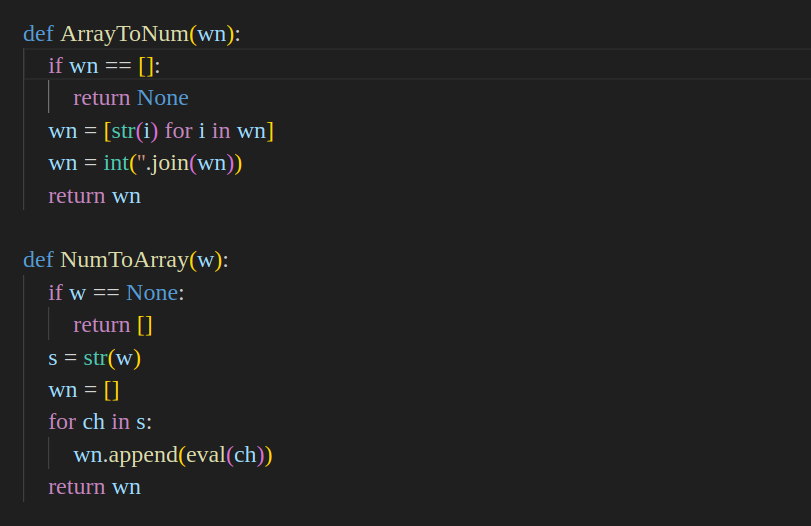 def ArrayToNum(wn):
    if wn == []:
        return None
    wn = [str(i) for i in wn]
    wn = int(''.join(wn))
    return wn

def NumToArray(w):
    if w == None:
        return []
    s = str(w)
    wn = []
    for ch in s:
        wn.append(eval(ch))
    return wn